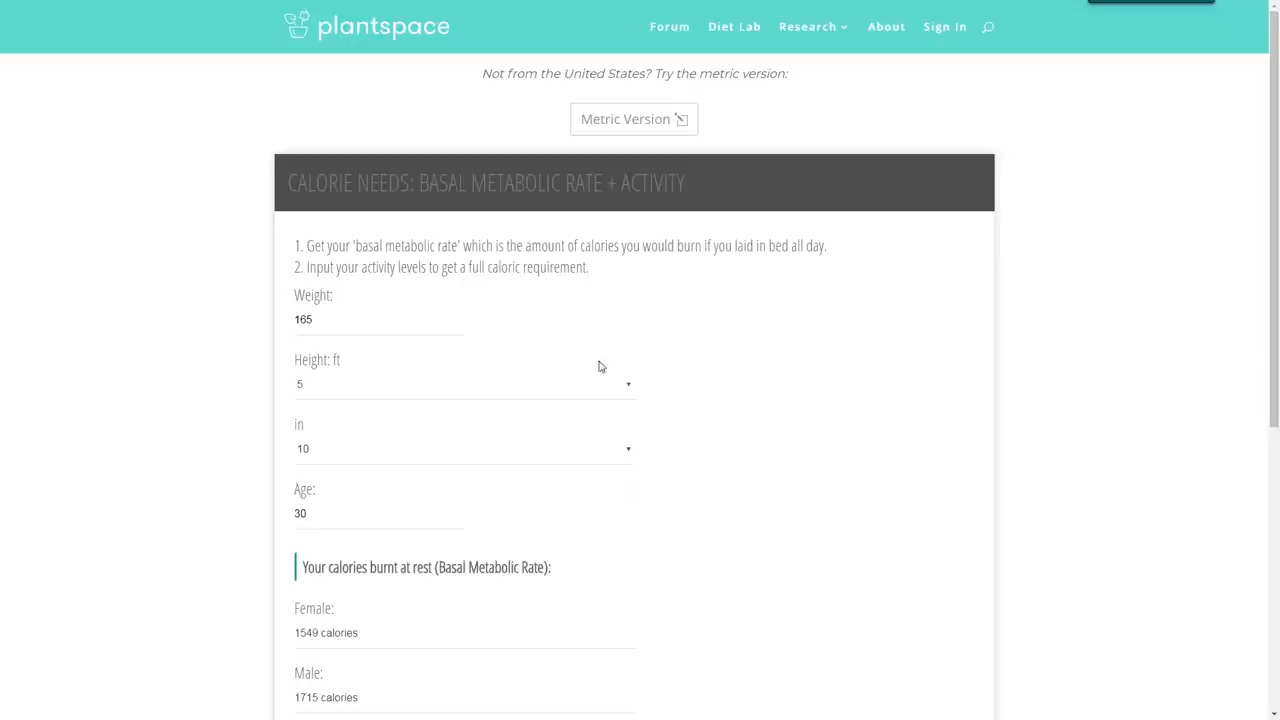 plantspace
Forum Diet Lab Research About Sign In
Not from the United States? Try the metric version:
Metric Version
CALORIE NEEDS: BASAL METABOLIC RATE + ACTIVITY
1. Get your 'basal metabolic rate' which is the amount of calories you would burn if you laid in bed all day.
2. Input your activity levels to get a full caloric requirement.
Weight:
165
Height: ft
5
in
10
Age:
30
Your calories burnt at rest (Basal Metabolic Rate):
Female:
1549 calories
Male:
1715 calories